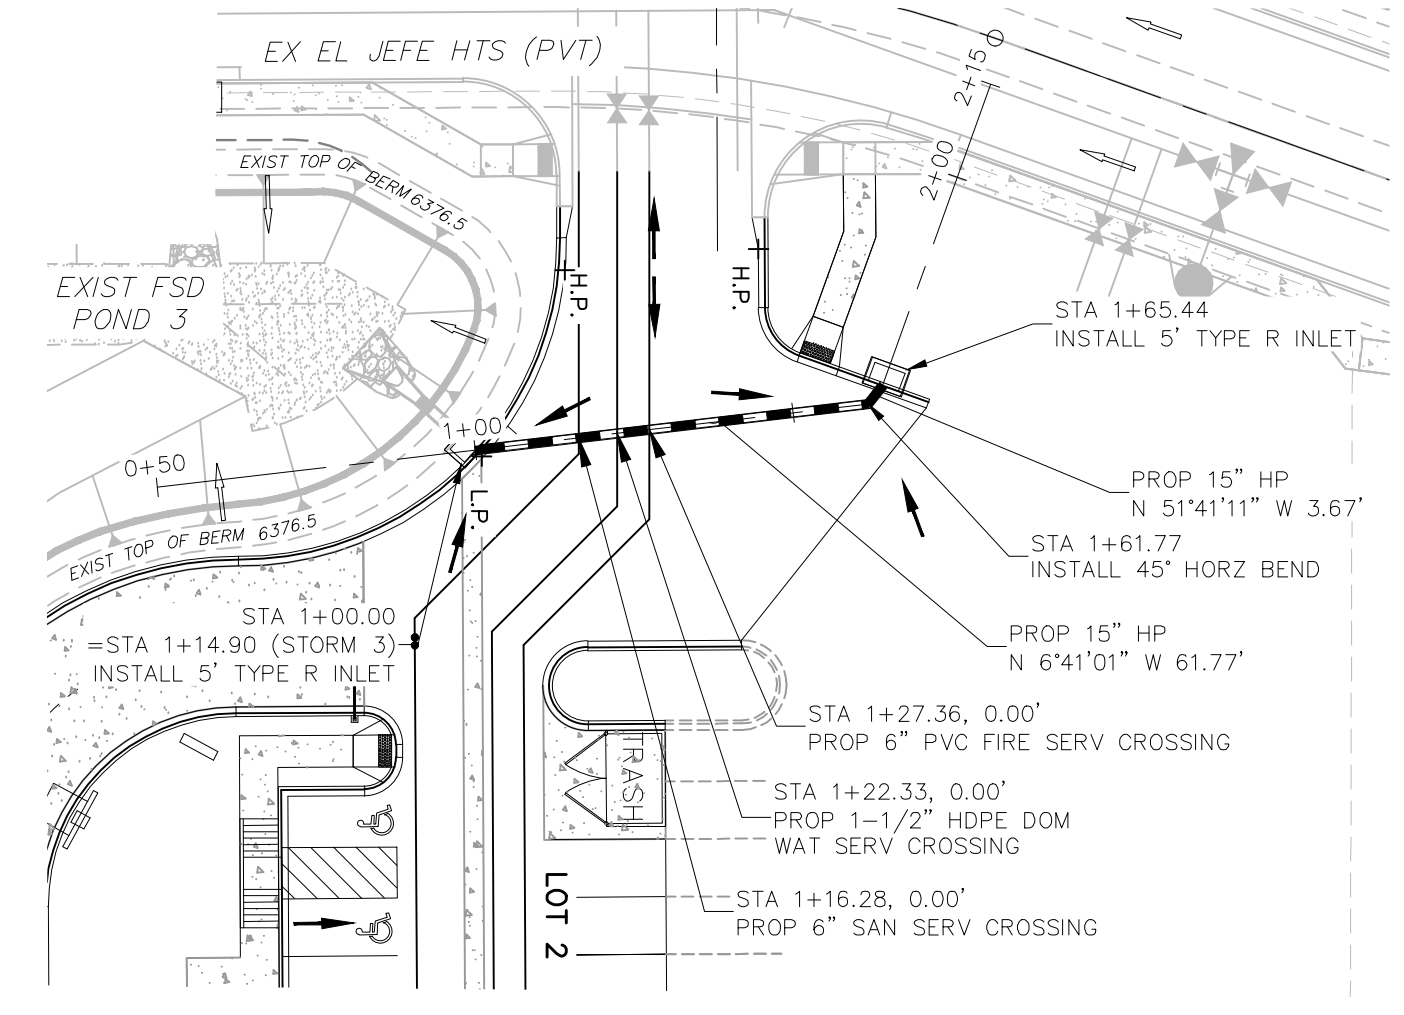 EX EL JEFE HTS (PVT)
2+15
2+00
EXIST TOP OF BERM 6376.5
EXIST FSD
POND 3
H.P.
H.P.
STA 1+65.44
INSTALL 5' TYPE R INLET
1+00
0+50
L.P.
PROP 15" HP
N 51°41'11" W 3.67'
EXIST TOP OF BERM 6376.5
STA 1+61.77
INSTALL 45° HORZ BEND
STA 1+00.00
=STA 1+14.90 (STORM 3)
INSTALL 5' TYPE R INLET
PROP 15" HP
N 6°41'01" W 61.77'
STA 1+27.36, 0.00'
PROP 6" PVC FIRE SERV CROSSING
TRASH
STA 1+22.33, 0.00'
PROP 1-1/2" HDPE DOM
WAT SERV CROSSING
LOT 2
STA 1+16.28, 0.00'
PROP 6" SAN SERV CROSSING